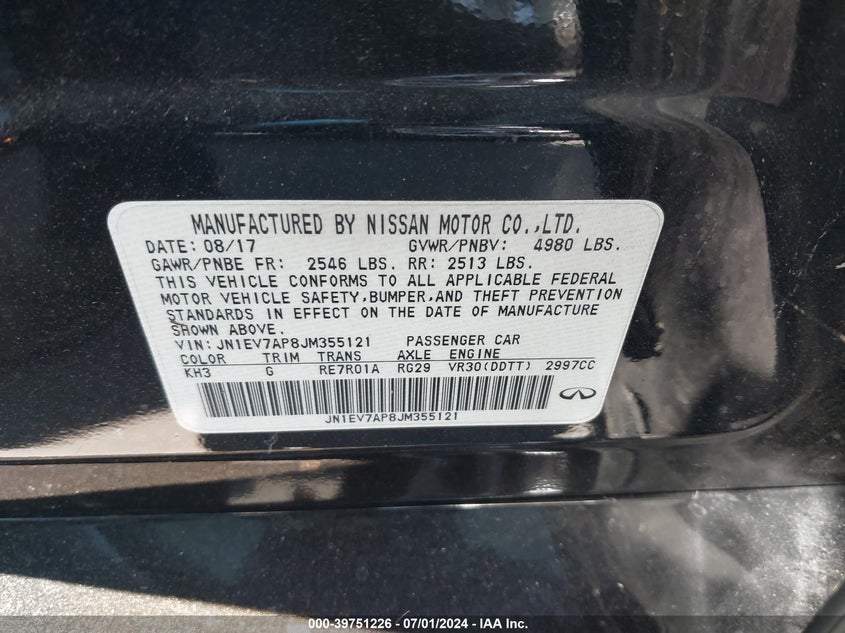 MANUFACTURED BY NISSAN MOTOR CO.,LTD.
DATE: 08/17 GVWR/PNBV: 4980 LBS.
GAWR/PNBE FR: 2546 LBS. RR: 2513 LBS.
THIS VEHICLE CONFORMS TO ALL APPLICABLE FEDERAL
MOTOR VEHICLE SAFETY,BUMPER,AND THEFT PREVENTION
STANDARDS IN EFFECT ON THE DATE OF MANUFACTURE
SHOWN ABOVE.
VIN: JN1EV7AP8JM355121 PASSENGER CAR
COLOR TRIM TRANS AXLE ENGINE
KH3 G RE7R01A RG29 VR30(DDTT) 2997CC
JN1EV7AP8JM355121
000-39751226 - 07/01/2024 - IAA Inc.